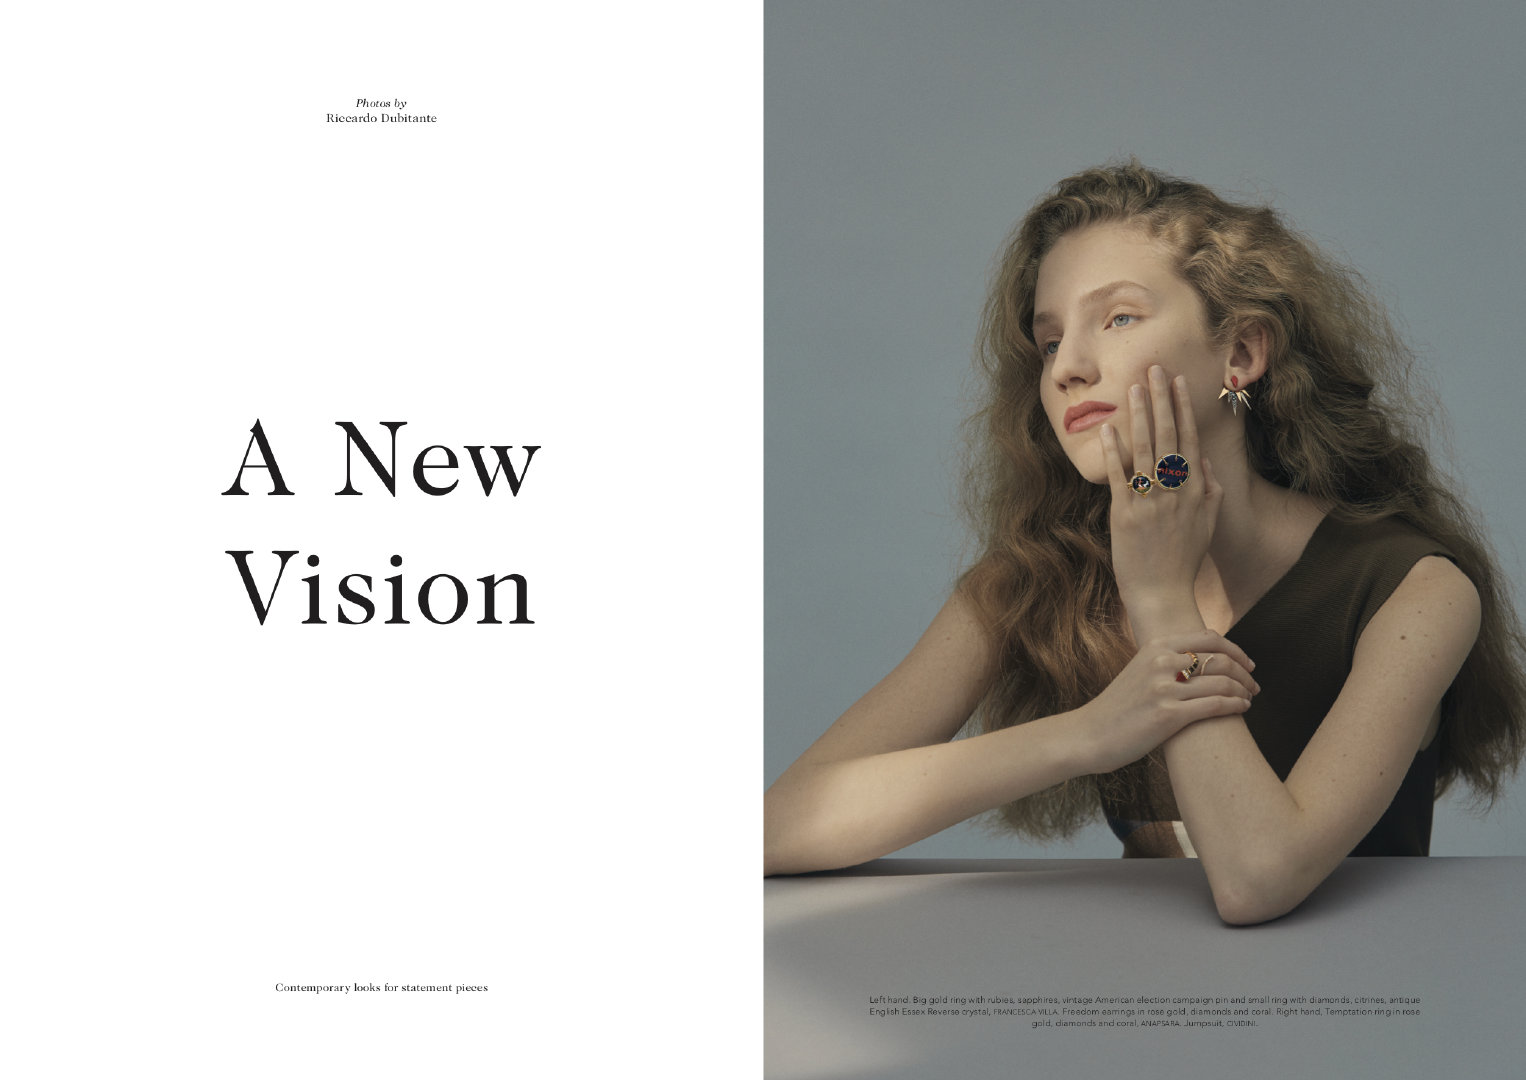 Photos by
Riccardo Dubitante
A New
Vision
Contemporary looks for statement pieces
nixon
Left hand, Big gold ring with rubies, sapphires, vintage American election campaign pin and small ring with diamonds, citrines, antique
English Essex Reverse crystal, FRANCESCA VILLA. Freedom earrings in rose gold, diamonds and coral. Right hand, Temptation ring in rose
gold, diamonds and coral, ANAPSARA. Jumpsuit, CIVIDINI.